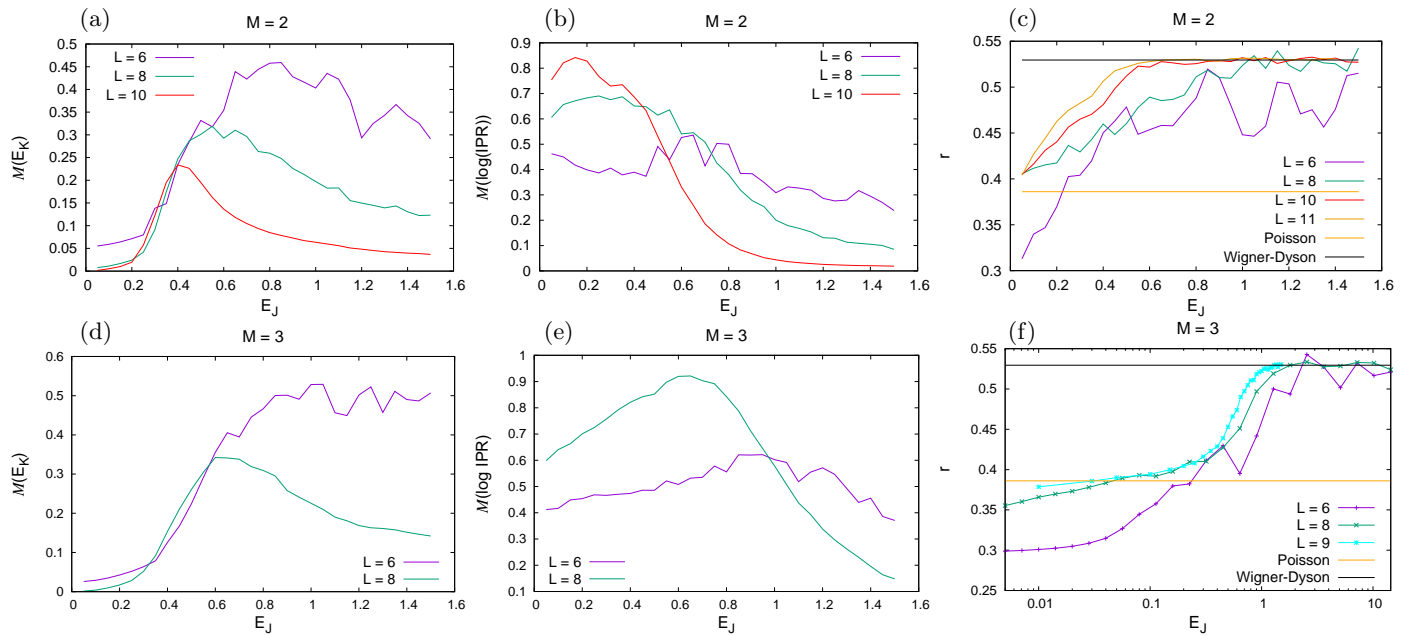 (a)
M = 2
M(E_K)
0.5
0.45
0.4
0.35
0.3
0.25
0.2
0.15
0.1
0.05
0
0 0.2 0.4 0.6 0.8 1 1.2 1.4 1.6
E_J
L = 6
L = 8
L = 10
(b)
M = 2
M(log(IPR))
0.9
0.8
0.7
0.6
0.5
0.4
0.3
0.2
0.1
0
0 0.2 0.4 0.6 0.8 1 1.2 1.4 1.6
E_J
L = 6
L = 8
L = 10
(c)
M = 2
r
0.55
0.5
0.45
0.4
0.35
0.3
0 0.2 0.4 0.6 0.8 1 1.2 1.4 1.6
E_J
L = 6
L = 8
L = 10
L = 11
Poisson
Wigner-Dyson
(d)
M = 3
M(E_K)
0.6
0.5
0.4
0.3
0.2
0.1
0
0 0.2 0.4 0.6 0.8 1 1.2 1.4 1.6
E_J
L = 6
L = 8
(e)
M = 3
M(log IPR)
1
0.9
0.8
0.7
0.6
0.5
0.4
0.3
0.2
0.1
0
0 0.2 0.4 0.6 0.8 1 1.2 1.4 1.6
E_J
L = 6
L = 8
(f)
M = 3
r
0.55
0.5
0.45
0.4
0.35
0.3
0.25
0.01 0.1 1 10
E_J
L = 6
L = 8
L = 9
Poisson
Wigner-Dyson